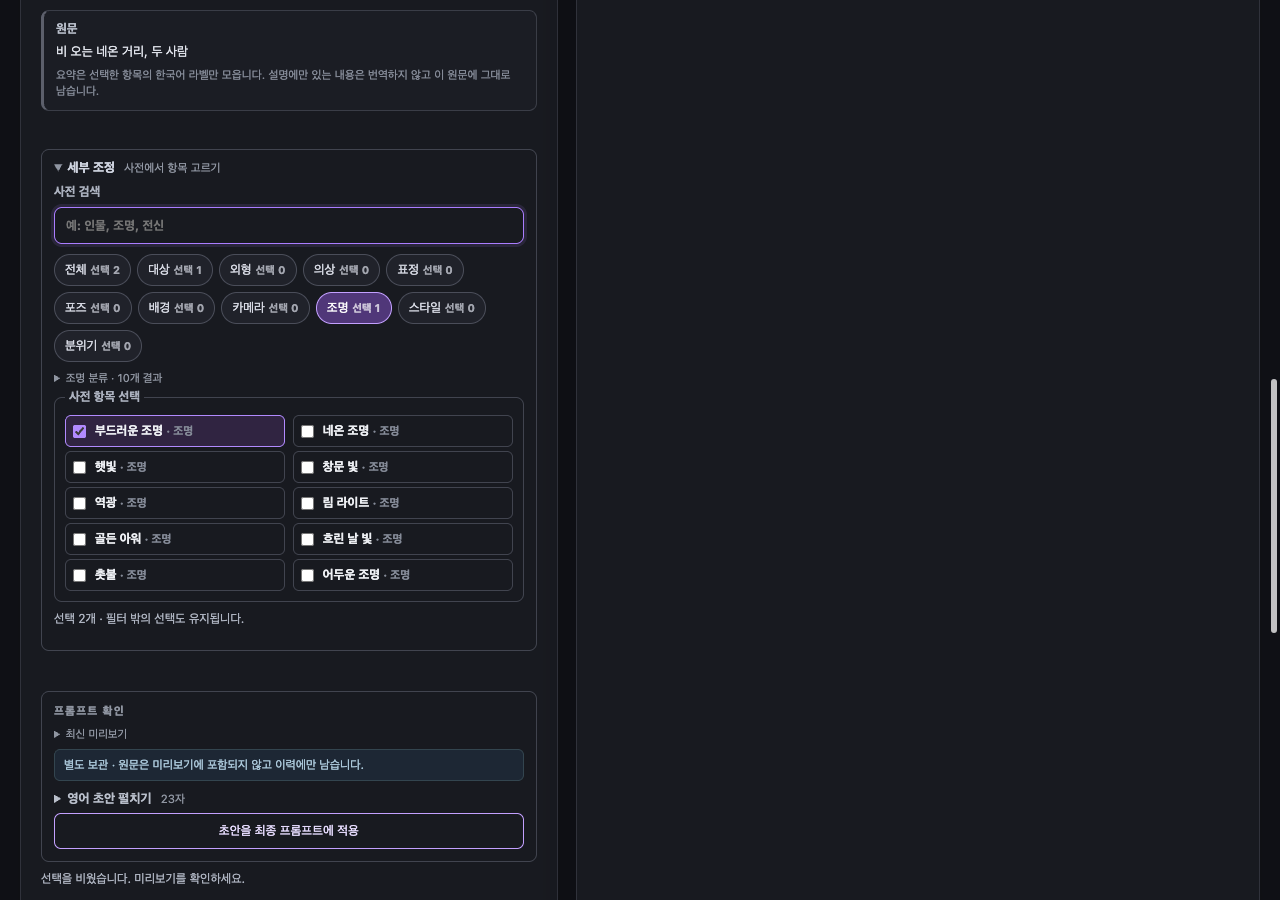 원문
비 오는 네온 거리, 두 사람
요약은 선택한 항목의 한국어 라벨만 모읍니다. 설명에만 있는 내용은 번역하지 않고 이 원문에 그대로
남습니다.
▼ 세부 조정 사전에서 항목 고르기
사전 검색
예: 인물, 조명, 전신
전체 선택 2 대상 선택 1 외형 선택 0 의상 선택 0 표정 선택 0
포즈 선택 0 배경 선택 0 카메라 선택 0 조명 선택 1 스타일 선택 0
분위기 선택 0
▶ 조명 분류 · 10개 결과
사전 항목 선택
부드러운 조명 · 조명 네온 조명 · 조명
햇빛 · 조명 창문 빛 · 조명
역광 · 조명 림 라이트 · 조명
골든 아워 · 조명 흐린 날 빛 · 조명
촛불 · 조명 어두운 조명 · 조명
선택 2개 · 필터 밖의 선택도 유지됩니다.
프롬프트 확인
▶ 최신 미리보기
별도 보관 · 원문은 미리보기에 포함되지 않고 이력에만 남습니다.
▶ 영어 초안 펼치기 23자
초안을 최종 프롬프트에 적용
선택을 비웠습니다. 미리보기를 확인하세요.